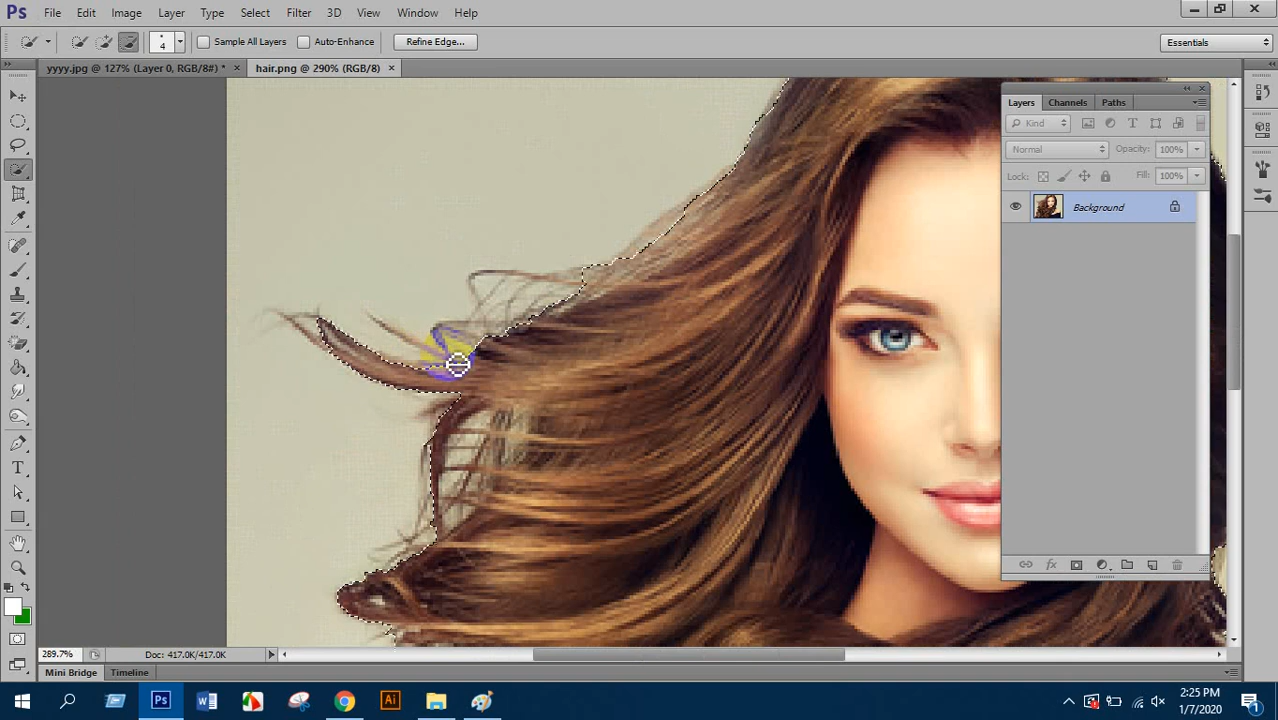 Ps File Edit Image Layer Type Select Filter 3D View Window Help
4 Sample All Layers Auto-Enhance Refine Edge... Essentials
yyyy.jpg @ 127% (Layer 0, RGB/8#) * × hair.png @ 290% (RGB/8) ×
Layers Channels Paths
Kind
Normal Opacity: 100%
Lock: Fill: 100%
Background
289.7% Doc: 417.0K/417.0K
Mini Bridge Timeline
2:25 PM
1/7/2020